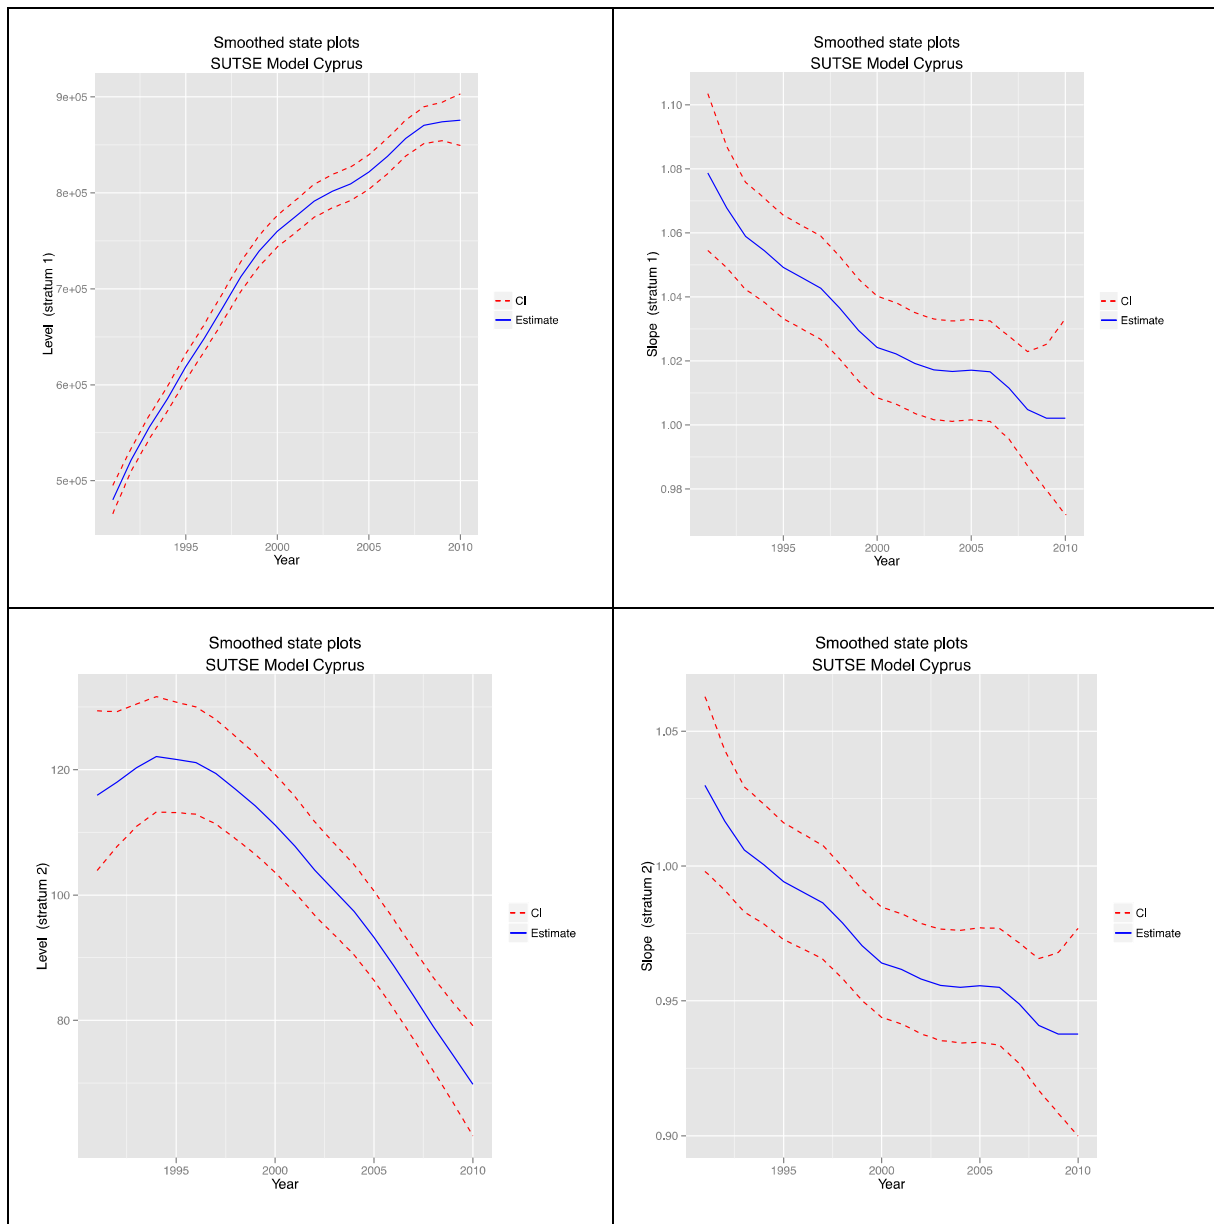 Smoothed state plots
SUTSE Model Cyprus
9e+05
8e+05
7e+05
6e+05
5e+05
Level (stratum 1)
1995
2000
2005
2010
Year
CI
Estimate
Smoothed state plots
SUTSE Model Cyprus
1.10
1.08
1.06
1.04
1.02
1.00
0.98
Slope (stratum 1)
1995
2000
2005
2010
Year
CI
Estimate
Smoothed state plots
SUTSE Model Cyprus
120
100
80
Level (stratum 2)
1995
2000
2005
2010
Year
CI
Estimate
Smoothed state plots
SUTSE Model Cyprus
1.05
1.00
0.95
0.90
Slope (stratum 2)
1995
2000
2005
2010
Year
CI
Estimate